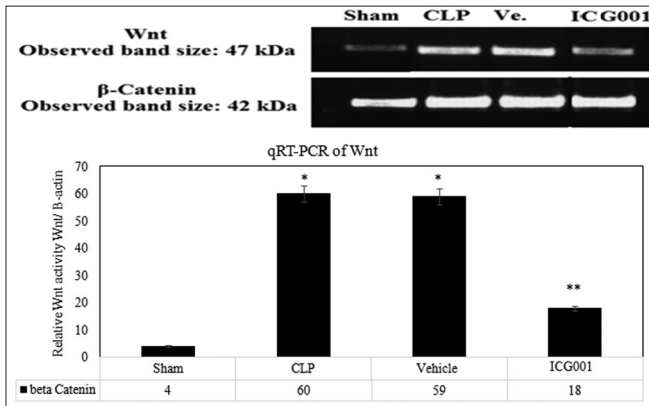 Sham CLP Ve. ICG001
Wnt
Observed band size: 47 kDa
β-Catenin
Observed band size: 42 kDa
qRT-PCR of Wnt
Relative Wnt activity Wnt/ B-actin
70
60
50
40
30
20
10
0
* * **
Sham CLP Vehicle ICG001
beta Catenin 4 60 59 18